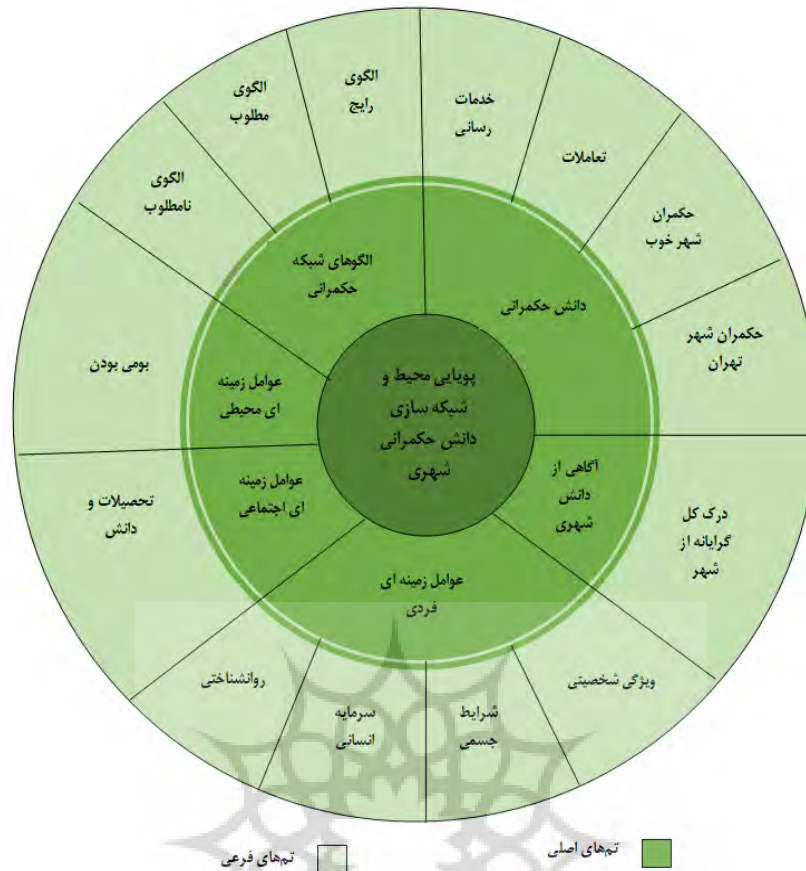 الگوی
رایج
خدمات
رسانی
الگوی
مطلوب
تعاملات
الگوی
نامطلوب
حکمران
شهر خوب
الگوهای شبکه
حکمرانی
دانش حکمرانی
حکمران شهر
تهران
بومی بودن
عوامل زمینه
ای محیطی
پویایی محیط و
شبکه سازی
دانش حکمرانی
شهری
آگاهی از
دانش
شهری
درک کل
گرایانه از
شهر
عوامل زمینه
ای اجتماعی
تحصیلات و
دانش
عوامل زمینه ای
فردی
ویژگی شخصیتی
شرایط
جسمی
سرمایه
انسانی
روانشناختی
تم‌های اصلی
تم‌های فرعی